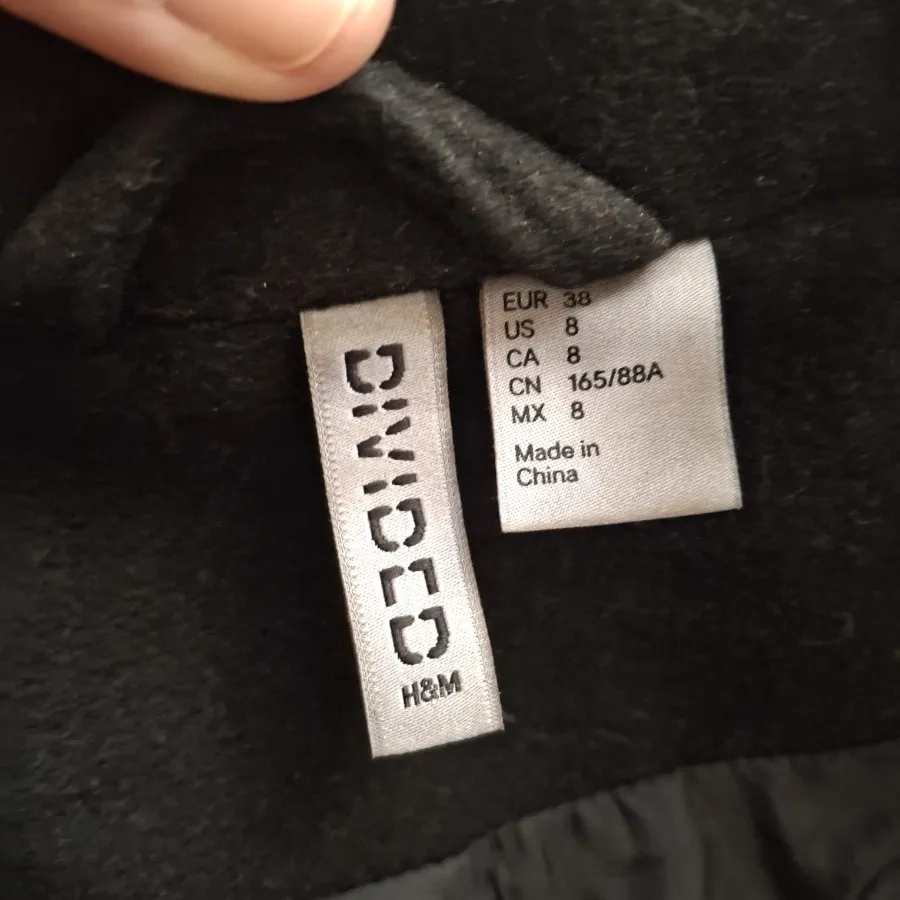 DIVIDED
H&M
EUR 38
US 8
CA 8
CN 165/88A
MX 8
Made in
China